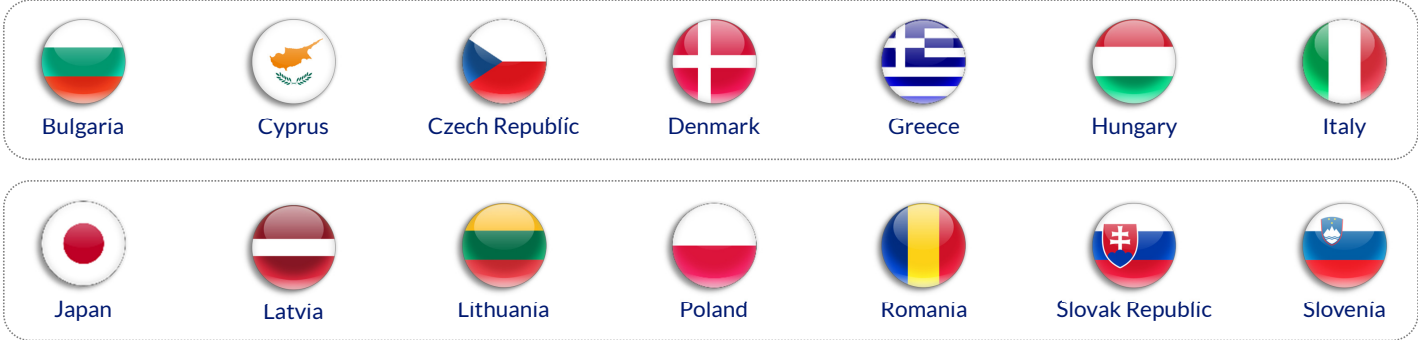 Bulgaria Cyprus Czech Republic Denmark Greece Hungary Italy
Japan Latvia Lithuania Poland Romania Slovak Republic Slovenia